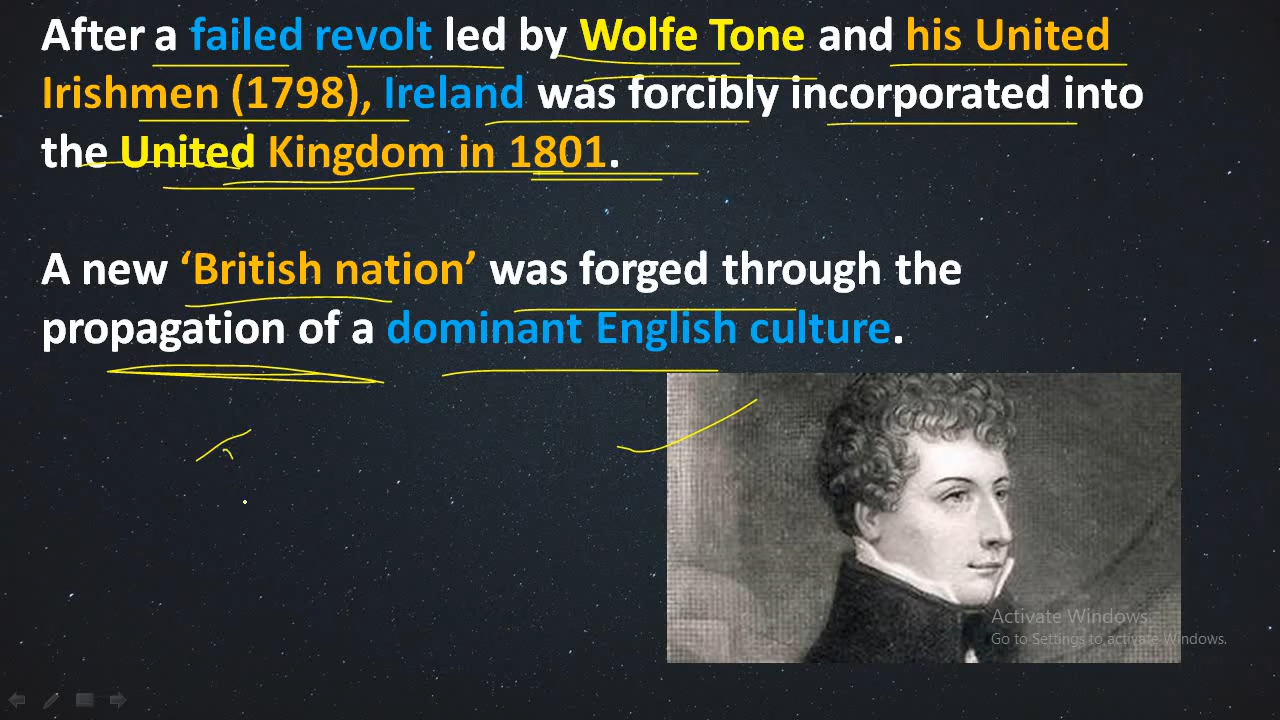 After a failed revolt led by Wolfe Tone and his United
Irishmen (1798), Ireland was forcibly incorporated into
the United Kingdom in 1801.
A new ‘British nation’ was forged through the
propagation of a dominant English culture.
Activate Windows
Go to Settings to activate Windows.